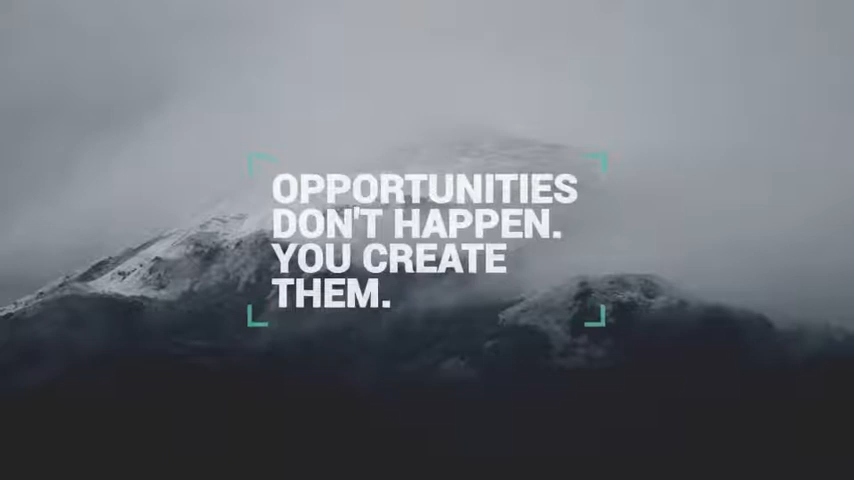 OPPORTUNITIES
DON'T HAPPEN.
YOU CREATE
THEM.